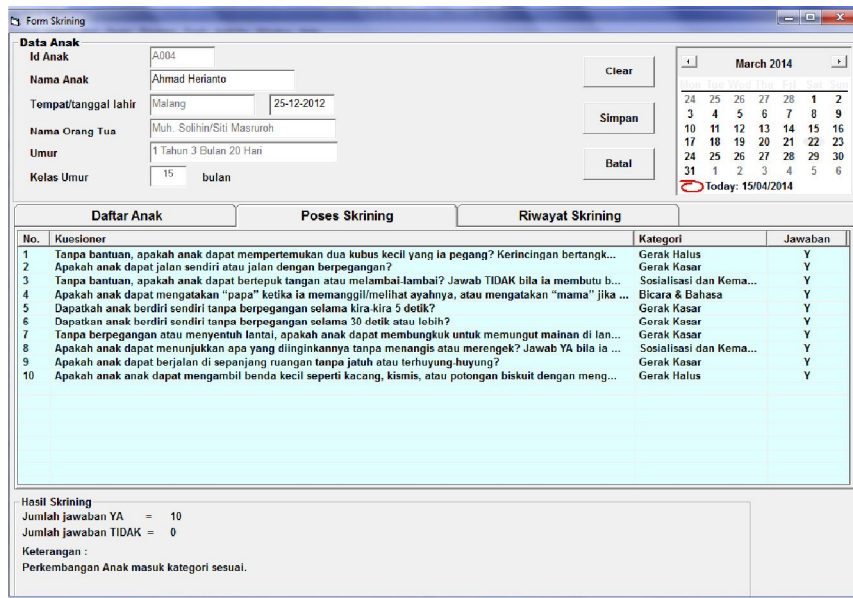 Form Skrining
Data Anak
Id Anak A004
Nama Anak Ahmad Herianto
Tempat/tanggal lahir Malang 25-12-2012
Nama Orang Tua Muh. Solihin/Siti Masruroh
Umur 1 Tahun 3 Bulan 20 Hari
Kelas Umur 15 bulan
Clear
Simpan
Batal
March 2014
Mon Tue Wed Thu Fri Sat Sun
24 25 26 27 28 1 2
3 4 5 6 7 8 9
10 11 12 13 14 15 16
17 18 19 20 21 22 23
24 25 26 27 28 29 30
31 1 2 3 4 5 6
Today: 15/04/2014
Daftar Anak Poses Skrining Riwayat Skrining
No. Kuesioner Kategori Jawaban
1 Tanpa bantuan, apakah anak dapat mempertemukan dua kubus kecil yang ia pegang? Kerincingan bertangk... Gerak Halus Y
2 Apakah anak dapat jalan sendiri atau jalan dengan berpegangan? Gerak Kasar Y
3 Tanpa bantuan, apakah anak dapat bertepuk tangan atau melambai-lambai? Jawab TIDAK bila ia membutu b... Sosialisasi dan Kema... Y
4 Apakah anak dapat mengatakan “papa” ketika ia memanggil/melihat ayahnya, atau mengatakan “mama” jika ... Bicara & Bahasa Y
5 Dapatkah anak berdiri sendiri tanpa berpegangan selama kira-kira 5 detik? Gerak Kasar Y
6 Dapatkan anak berdiri sendiri tanpa berpegangan selama 30 detik atau lebih? Gerak Kasar Y
7 Tanpa berpegangan atau menyentuh lantai, apakah anak dapat membungkuk untuk memungut mainan di lan... Gerak Kasar Y
8 Apakah anak dapat menunjukkan apa yang diinginkannya tanpa menangis atau merengek? Jawab YA bila ia ... Sosialisasi dan Kema... Y
9 Apakah anak dapat berjalan di sepanjang ruangan tanpa jatuh atau terhuyung-huyung? Gerak Kasar Y
10 Apakah anak anak dapat mengambil benda kecil seperti kacang, kismis, atau potongan biskuit dengan meng... Gerak Halus Y
Hasil Skrining
Jumlah jawaban YA = 10
Jumlah jawaban TIDAK = 0
Keterangan :
Perkembangan Anak masuk kategori sesuai.